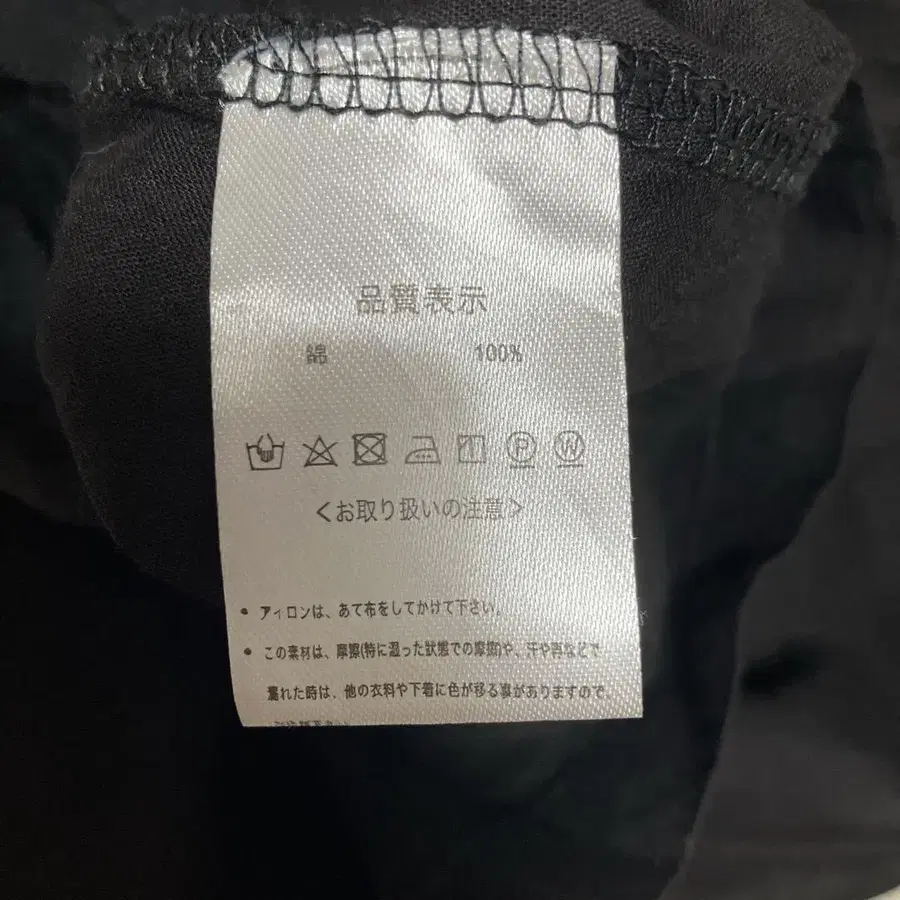 品質表示
綿 100%
P W
<お取り扱いの注意>
• アイロンは、あて布をしてかけて下さい。
• この素材は、摩擦(特に湿った状態での摩擦)や、汗や再などで
濡れた時は、他の衣料や下着に色が移る事がありますので